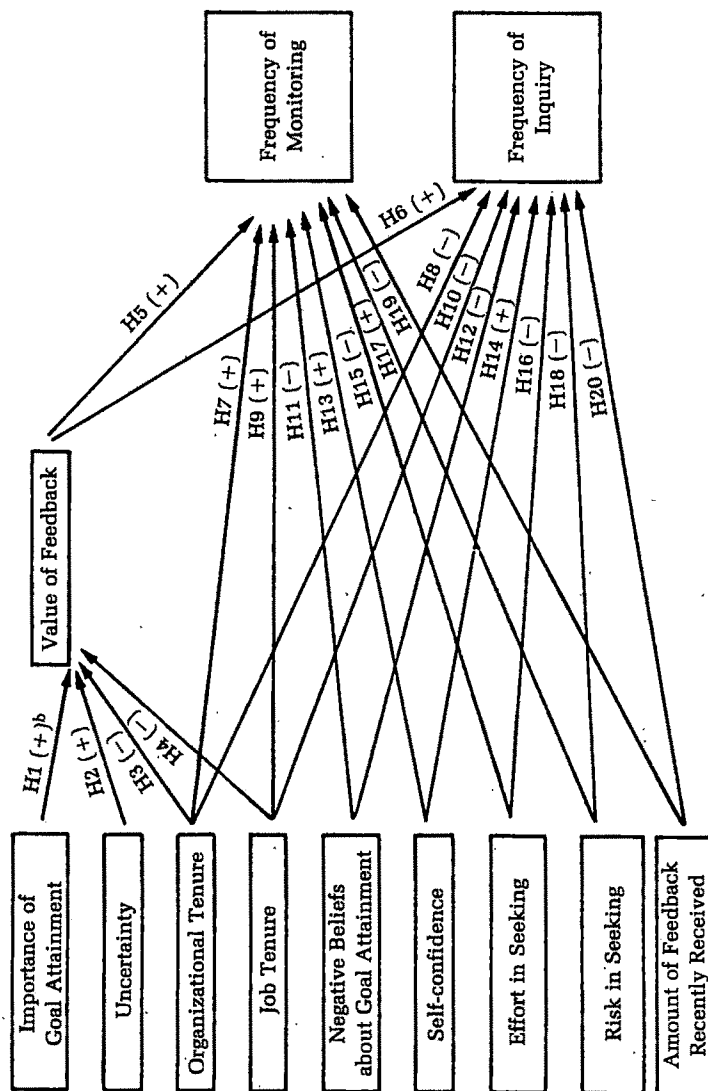 Importance of
Goal Attainment
Uncertainty
Organizational Tenure
Job Tenure
Negative Beliefs
about Goal Attainment
Self-confidence
Effort in Seeking
Risk in Seeking
Amount of Feedback
Recently Received
H1 (+)b
H2 (+)
H3 (−)
H4 (−)
Value of Feedback
H5 (+)
H6 (+)
H7 (+)
H9 (+)
H11 (−)
H13 (+)
H15 (−)
H17 (+)
H19 (−)
H8 (−)
H10 (−)
H12 (−)
H14 (+)
H16 (−)
H18 (−)
H20 (−)
Frequency of
Monitoring
Frequency of
Inquiry